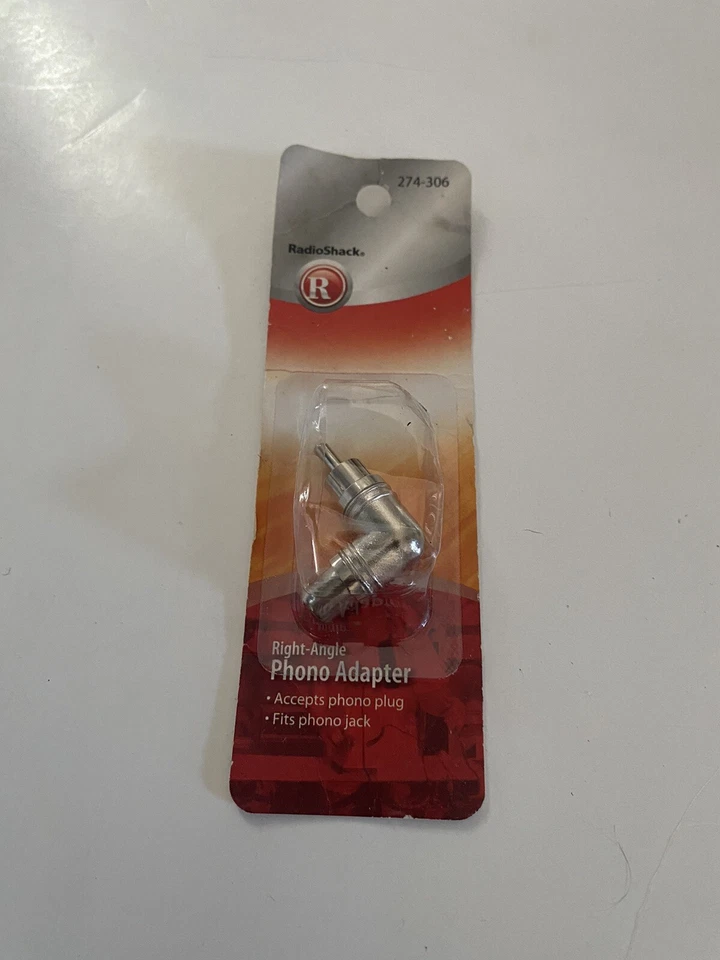 274-306
RadioShack®
R
Right-Angle
Phono Adapter
• Accepts phono plug
• Fits phono jack